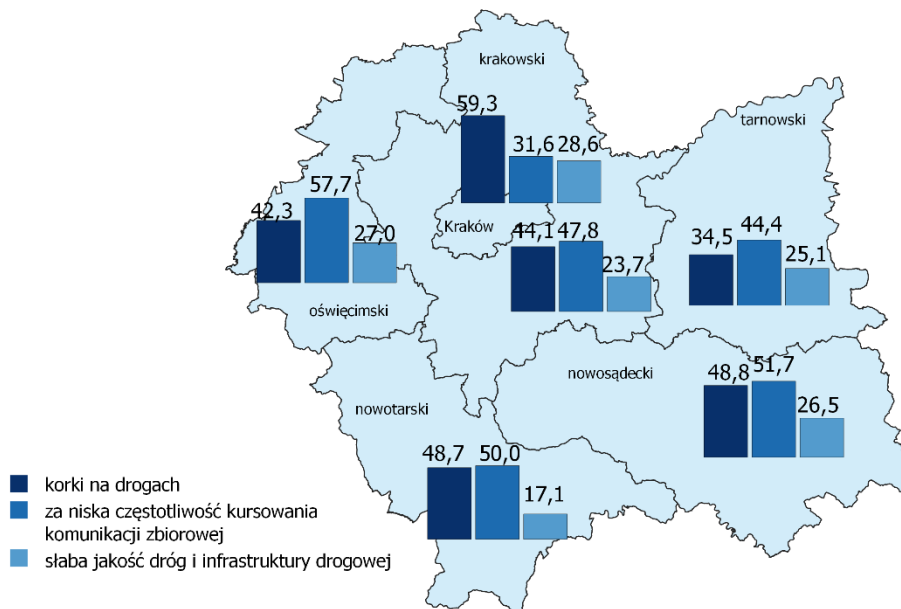 krakowski
59,3
31,6 28,6
tarnowski
57,7
42,3
27,0
oświęcimski
Kraków
44,1 47,8
23,7
34,5 44,4
25,1
nowosądecki
48,8 51,7
26,5
nowotarski
48,7 50,0
17,1
korki na drogach
za niska częstotliwość kursowania
komunikacji zbiorowej
słaba jakość dróg i infrastruktury drogowej